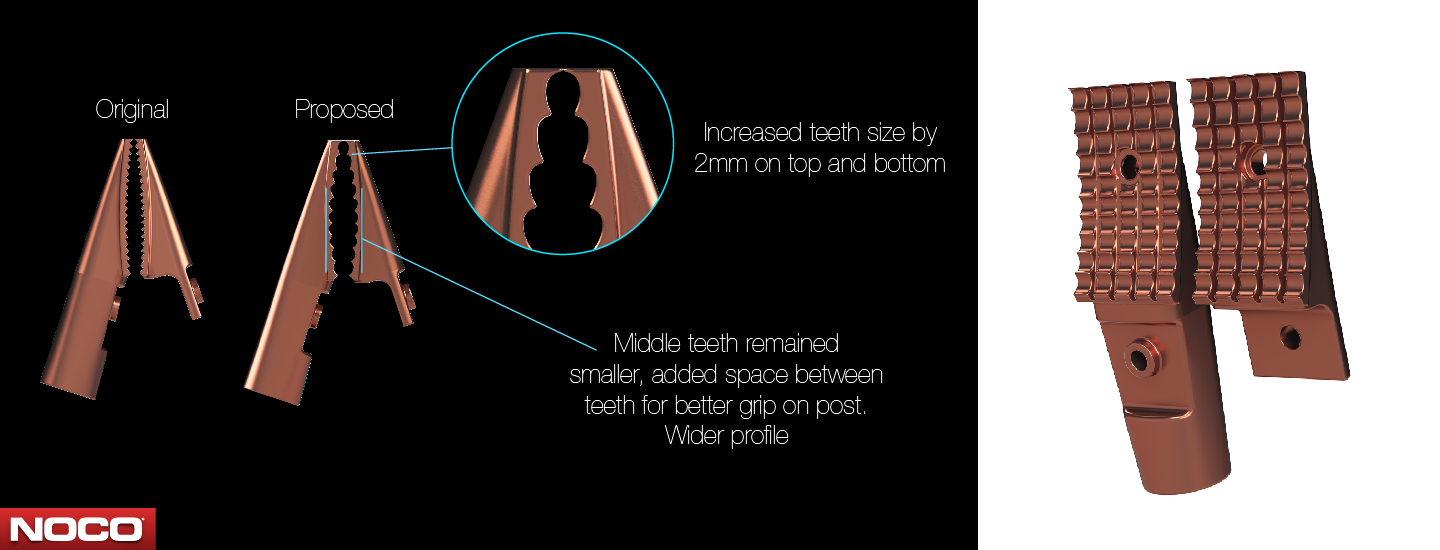 Original
Proposed
Increased teeth size by
2mm on top and bottom
Middle teeth remained
smaller, added space between
teeth for better grip on post.
Wider profile
NOCO